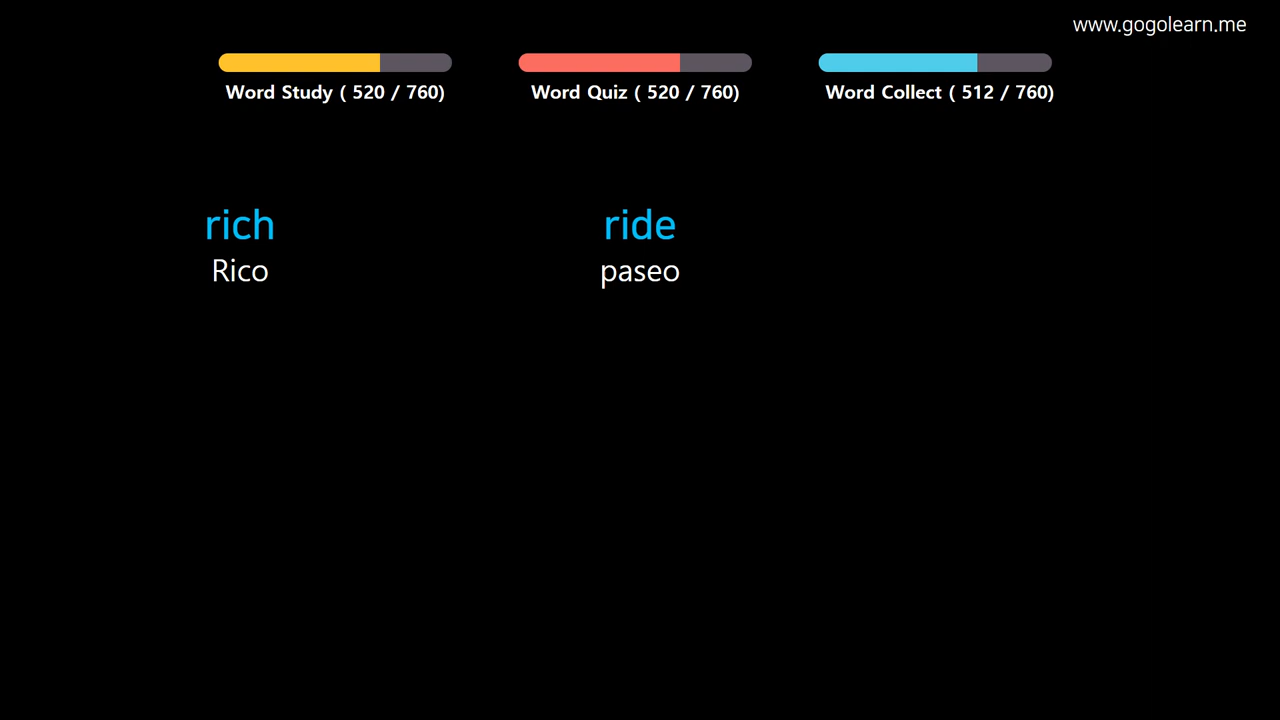 www.gogolearn.me
Word Study ( 520 / 760)
Word Quiz ( 520 / 760)
Word Collect ( 512 / 760)
rich
Rico
ride
paseo